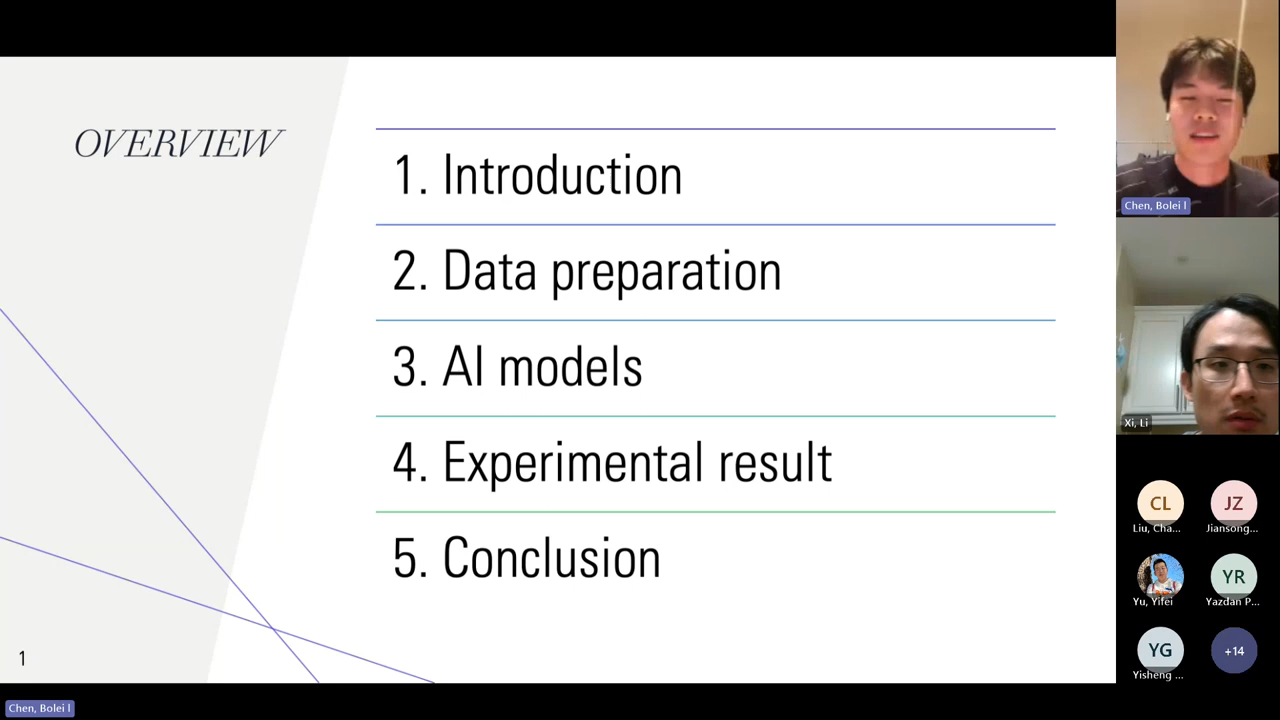 OVERVIEW
1. Introduction
2. Data preparation
3. AI models
4. Experimental result
5. Conclusion
1
Chen, Bolei l
Chen, Bolei l
Xi, Li
CL
Liu, Cha...
JZ
Jiansong...
Yu, Yifei
YR
Yazdan P...
YG
Yisheng ...
+14